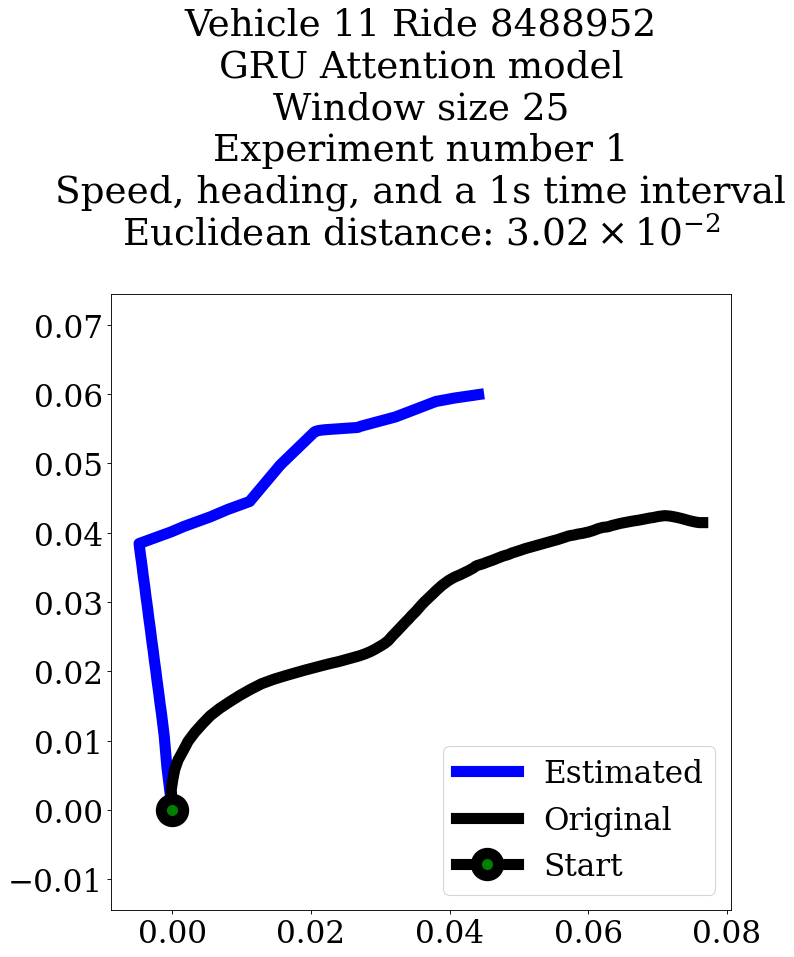 Vehicle 11 Ride 8488952
GRU Attention model
Window size 25
Experiment number 1
Speed, heading, and a 1s time interval
Euclidean distance: 3.02 × 10⁻²
0.07
0.06
0.05
0.04
0.03
0.02
0.01
0.00
−0.01
Estimated
Original
Start
0.00 0.02 0.04 0.06 0.08